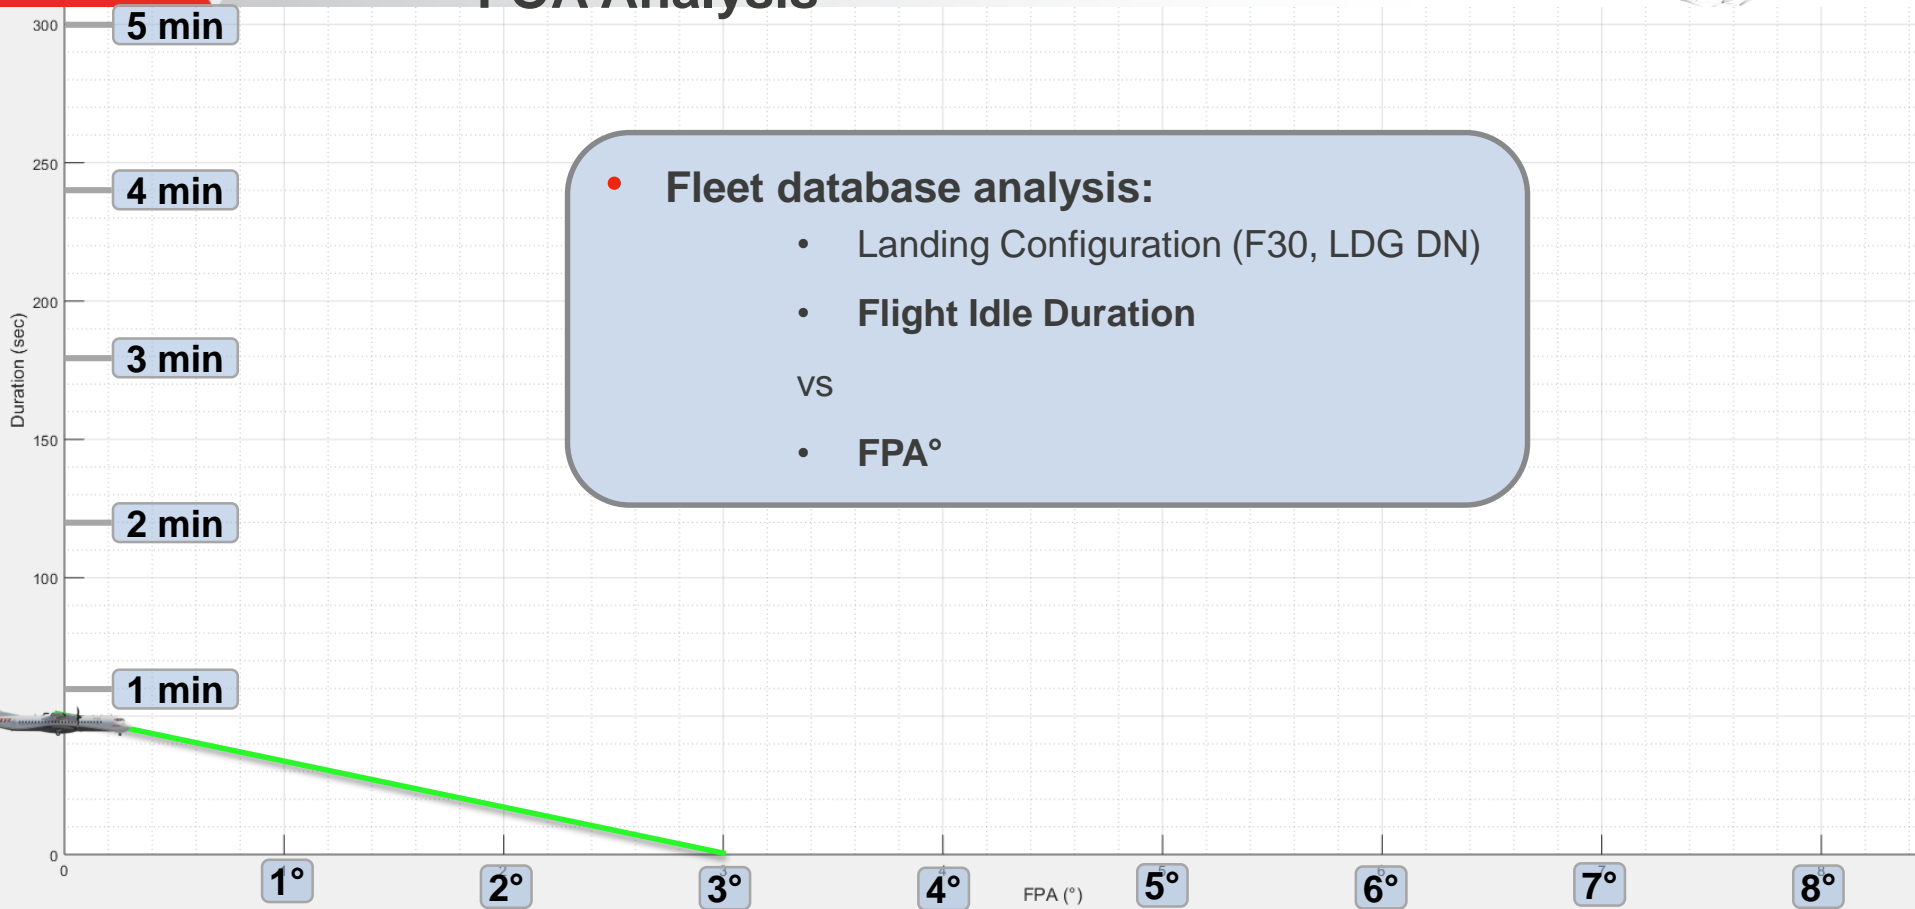 FOA Analysis
300
5 min
250
4 min
200
3 min
150
2 min
100
1 min
0
Duration (sec)
• Fleet database analysis:
• Landing Configuration (F30, LDG DN)
• Flight Idle Duration
vs
• FPA°
0
1°
2°
3°
4°
5°
6°
7°
8°
FPA (°)